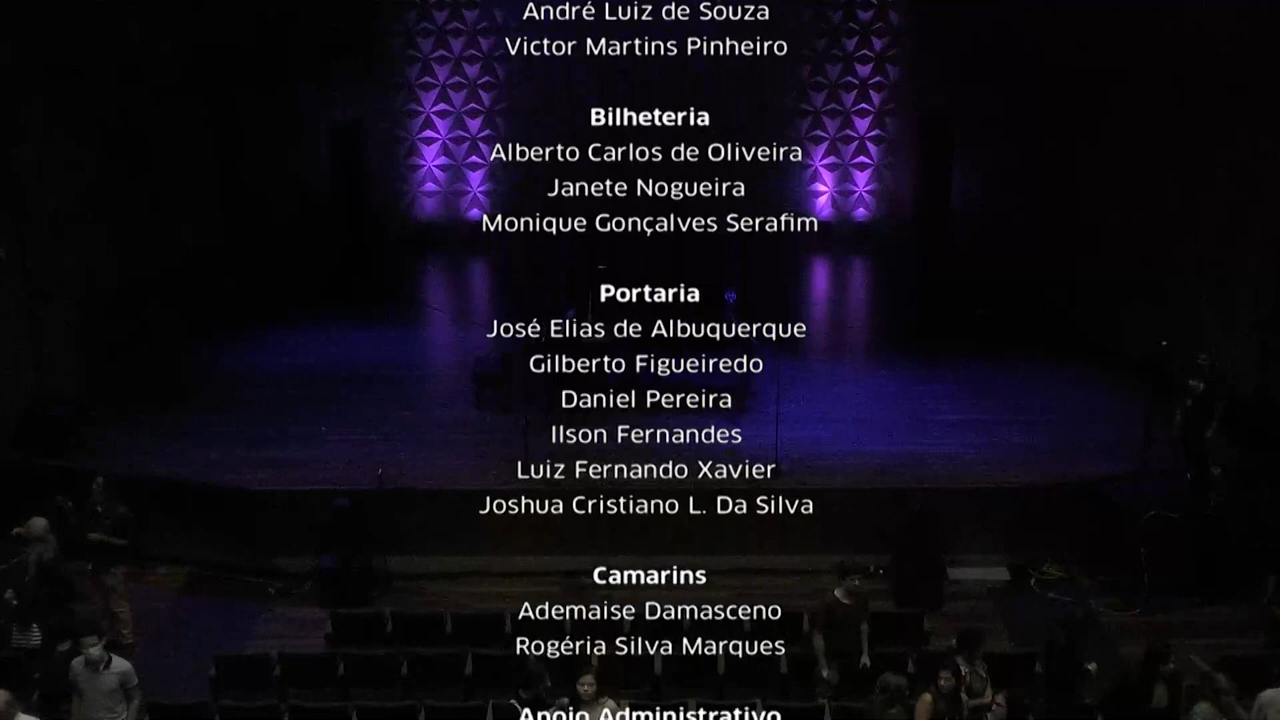 André Luiz de Souza
Victor Martins Pinheiro
Bilheteria
Alberto Carlos de Oliveira
Janete Nogueira
Monique Gonçalves Serafim
Portaria
José Elias de Albuquerque
Gilberto Figueiredo
Daniel Pereira
Ilson Fernandes
Luiz Fernando Xavier
Joshua Cristiano L. Da Silva
Camarins
Ademaise Damasceno
Rogéria Silva Marques
Apoio Administrativo